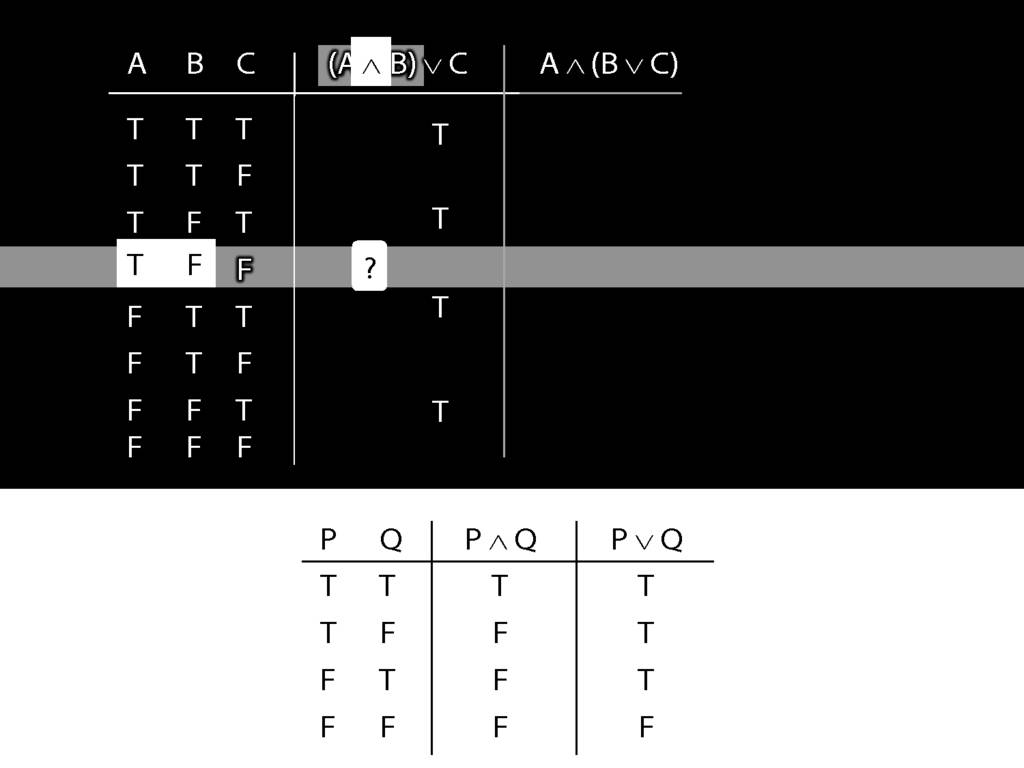 A B C (A ∧ B) ∨ C A ∧ (B ∨ C)
T T T T
T T F
T F T T
T F F ?
F T T T
F T F
F F T T
F F F
P Q P ∧ Q P ∨ Q
T T T T
T F F T
F T F T
F F F F